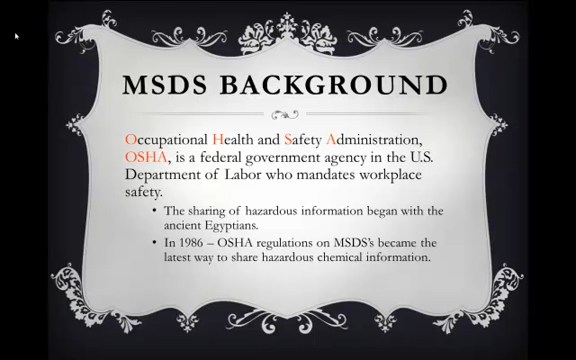 MSDS BACKGROUND
Occupational Health and Safety Administration,
OSHA, is a federal government agency in the U.S.
Department of Labor who mandates workplace
safety.
• The sharing of hazardous information began with the
ancient Egyptians.
• In 1986 – OSHA regulations on MSDS's became the
latest way to share hazardous chemical information.